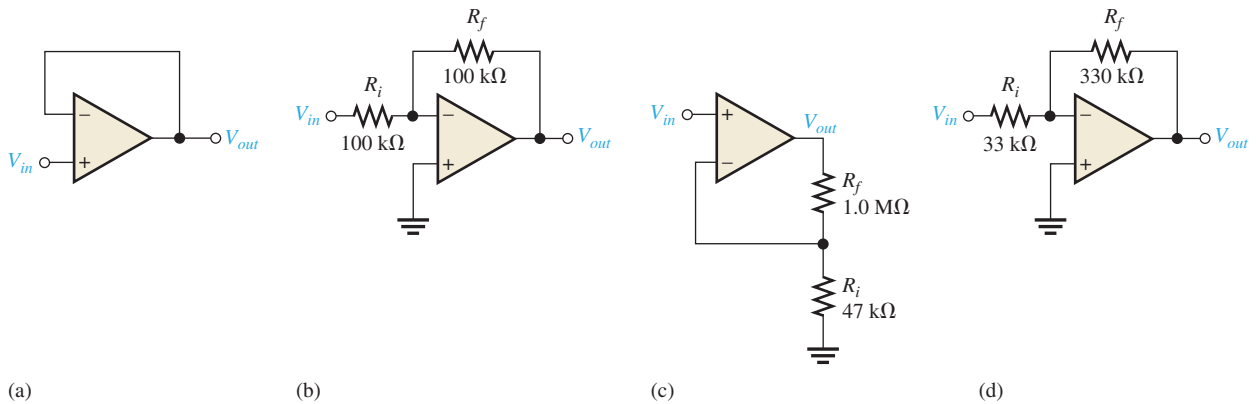 −
+
V_in
V_out
(a)
R_f
100 kΩ
R_i
100 kΩ
V_in
−
+
V_out
(b)
V_in
+
−
V_out
R_f
1.0 MΩ
R_i
47 kΩ
(c)
R_f
330 kΩ
R_i
33 kΩ
V_in
−
+
V_out
(d)